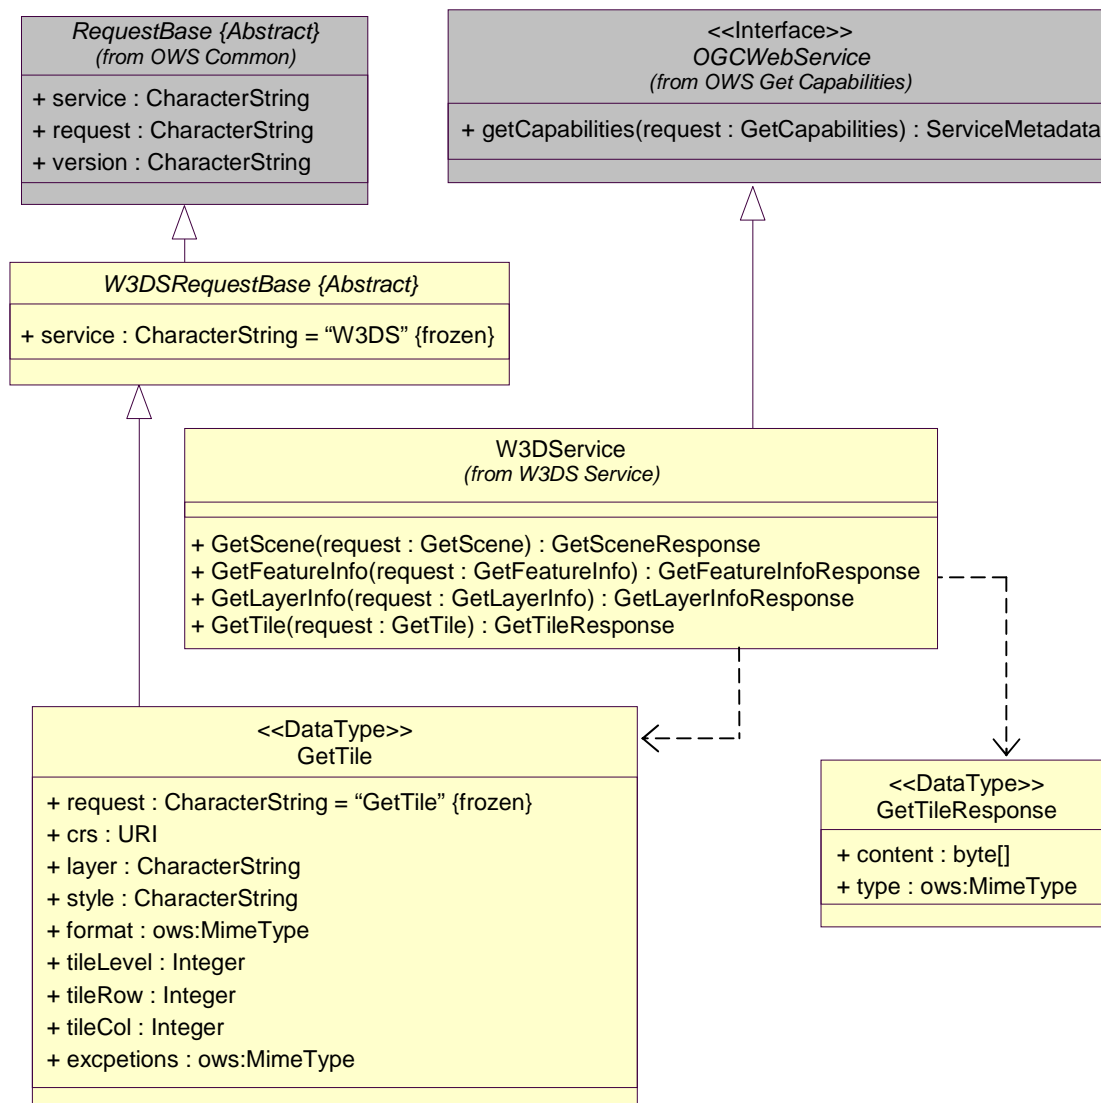 RequestBase {Abstract}
(from OWS Common)
+ service : CharacterString
+ request : CharacterString
+ version : CharacterString
<<Interface>>
OGCWebService
(from OWS Get Capabilities)
+ getCapabilities(request : GetCapabilities) : ServiceMetadata
W3DSRequestBase {Abstract}
+ service : CharacterString = “W3DS” {frozen}
W3DService
(from W3DS Service)
+ GetScene(request : GetScene) : GetSceneResponse
+ GetFeatureInfo(request : GetFeatureInfo) : GetFeatureInfoResponse
+ GetLayerInfo(request : GetLayerInfo) : GetLayerInfoResponse
+ GetTile(request : GetTile) : GetTileResponse
<<DataType>>
GetTile
+ request : CharacterString = “GetTile” {frozen}
+ crs : URI
+ layer : CharacterString
+ style : CharacterString
+ format : ows:MimeType
+ tileLevel : Integer
+ tileRow : Integer
+ tileCol : Integer
+ excpetions : ows:MimeType
<<DataType>>
GetTileResponse
+ content : byte[]
+ type : ows:MimeType